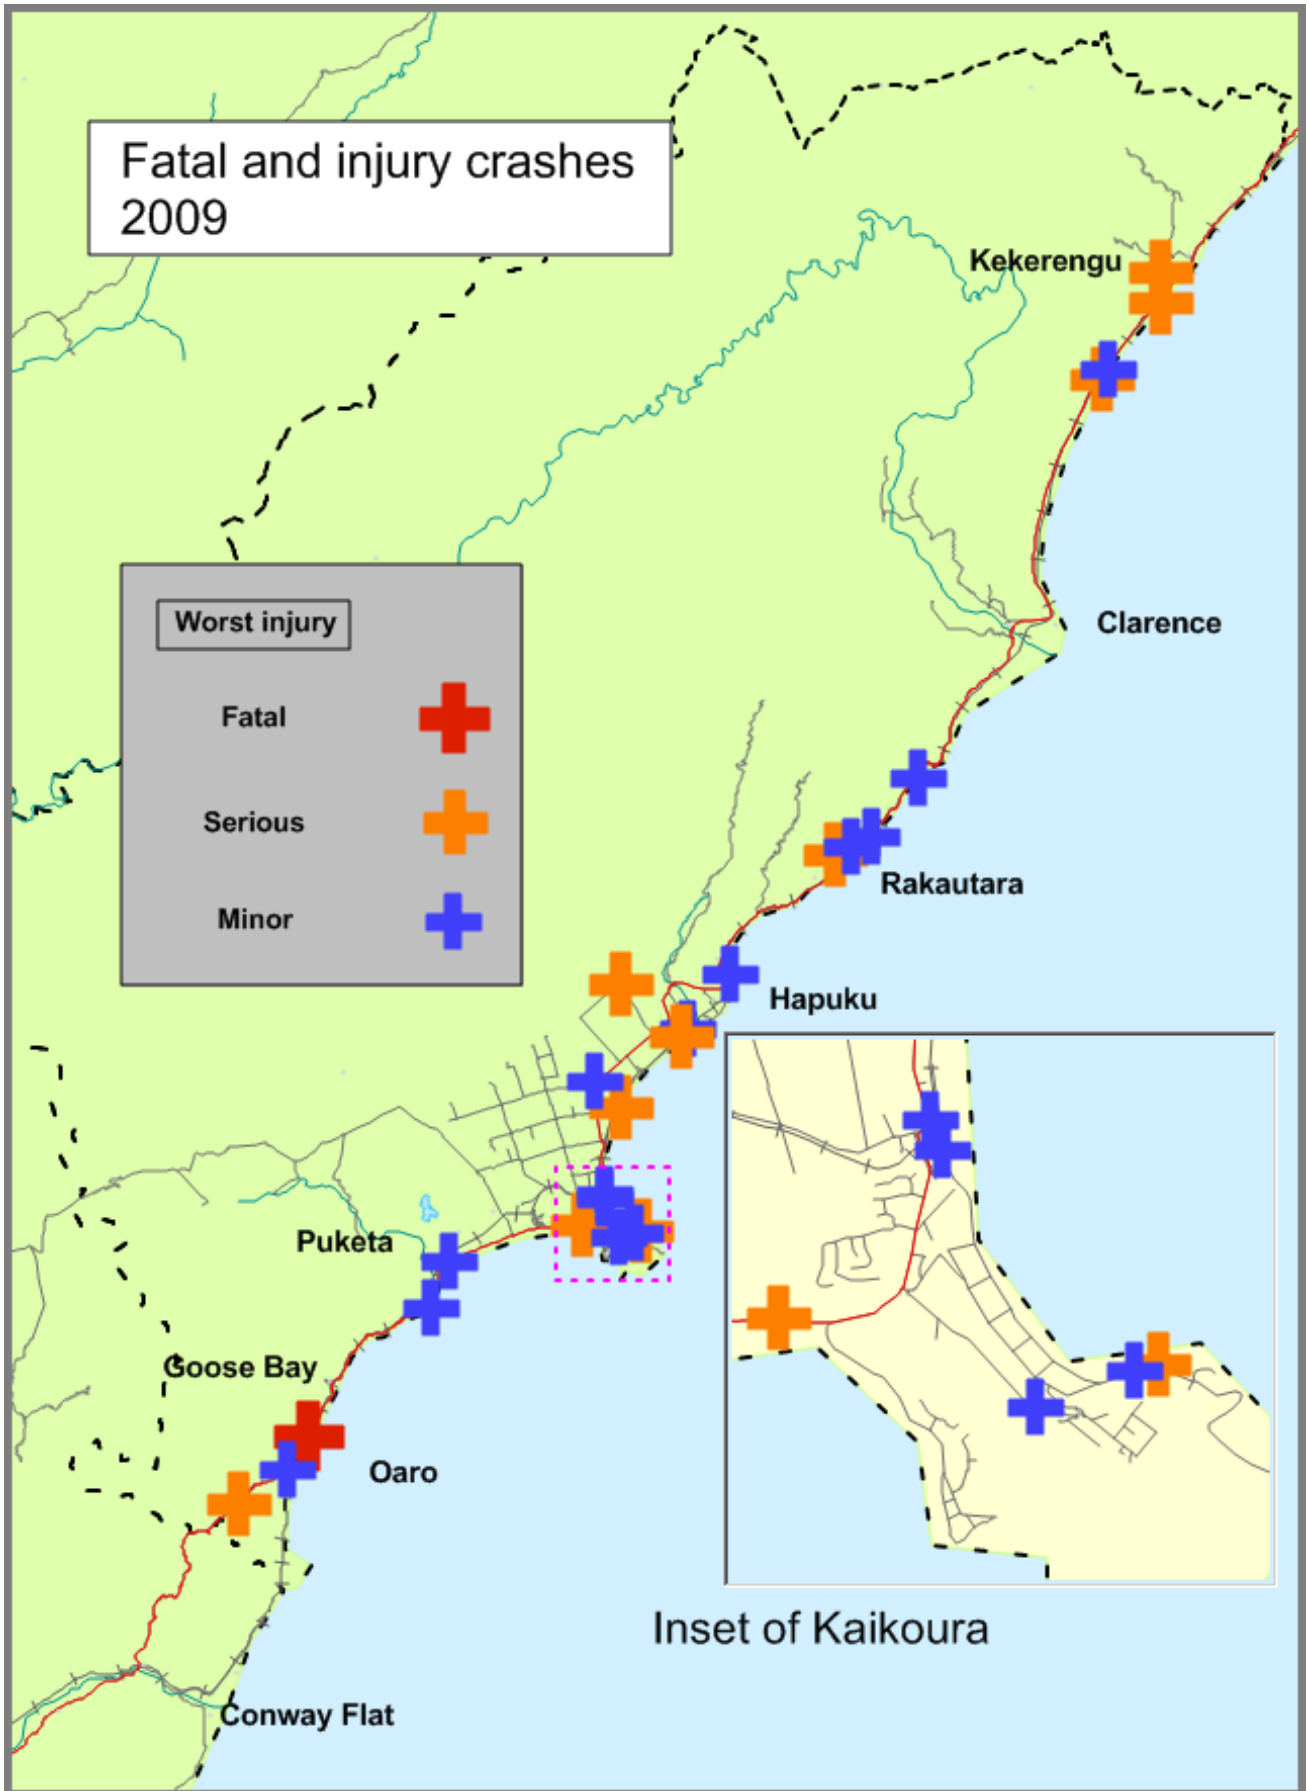 Fatal and injury crashes
2009
Kekerengu
Worst injury
Clarence
Fatal
Serious
Rakautara
Minor
Hapuku
Puketa
Goose Bay
Oaro
Inset of Kaikoura
Conway Flat